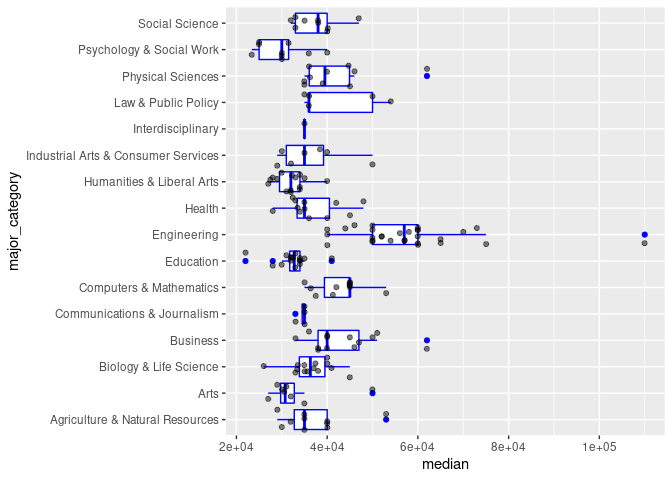 major_category
Social Science
Psychology & Social Work
Physical Sciences
Law & Public Policy
Interdisciplinary
Industrial Arts & Consumer Services
Humanities & Liberal Arts
Health
Engineering
Education
Computers & Mathematics
Communications & Journalism
Business
Biology & Life Science
Arts
Agriculture & Natural Resources
2e+04 4e+04 6e+04 8e+04 1e+05
median